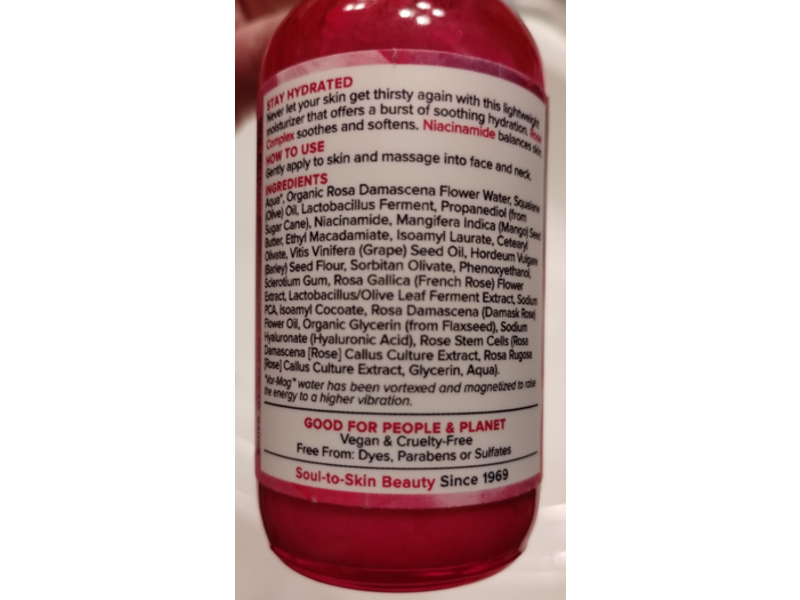 STAY HYDRATED
Never let your skin get thirsty again with this lightweight
moisturizer that offers a burst of soothing hydration. Rose
Complex soothes and softens. Niacinamide balances skin.
HOW TO USE
Gently apply to skin and massage into face and neck.
INGREDIENTS
Aqua*, Organic Rosa Damascena Flower Water, Squalane
(Olive) Oil, Lactobacillus Ferment, Propanediol (from
Sugar Cane), Niacinamide, Mangifera Indica (Mango) Seed
Butter, Ethyl Macadamiate, Isoamyl Laurate, Cetearyl
Olivate, Vitis Vinifera (Grape) Seed Oil, Hordeum Vulgare
(Barley) Seed Flour, Sorbitan Olivate, Phenoxyethanol,
Sclerotium Gum, Rosa Gallica (French Rose) Flower
Extract, Lactobacillus/Olive Leaf Ferment Extract, Sodium
PCA, Isoamyl Cocoate, Rosa Damascena (Damask Rose)
Flower Oil, Organic Glycerin (from Flaxseed), Sodium
Hyaluronate (Hyaluronic Acid), Rose Stem Cells (Rosa
Damascena [Rose] Callus Culture Extract, Rosa Rugosa
[Rose] Callus Culture Extract, Glycerin, Aqua).
*Vor-Mag™ water has been vortexed and magnetized to raise
the energy to a higher vibration.
GOOD FOR PEOPLE & PLANET
Vegan & Cruelty-Free
Free From: Dyes, Parabens or Sulfates
Soul-to-Skin Beauty Since 1969